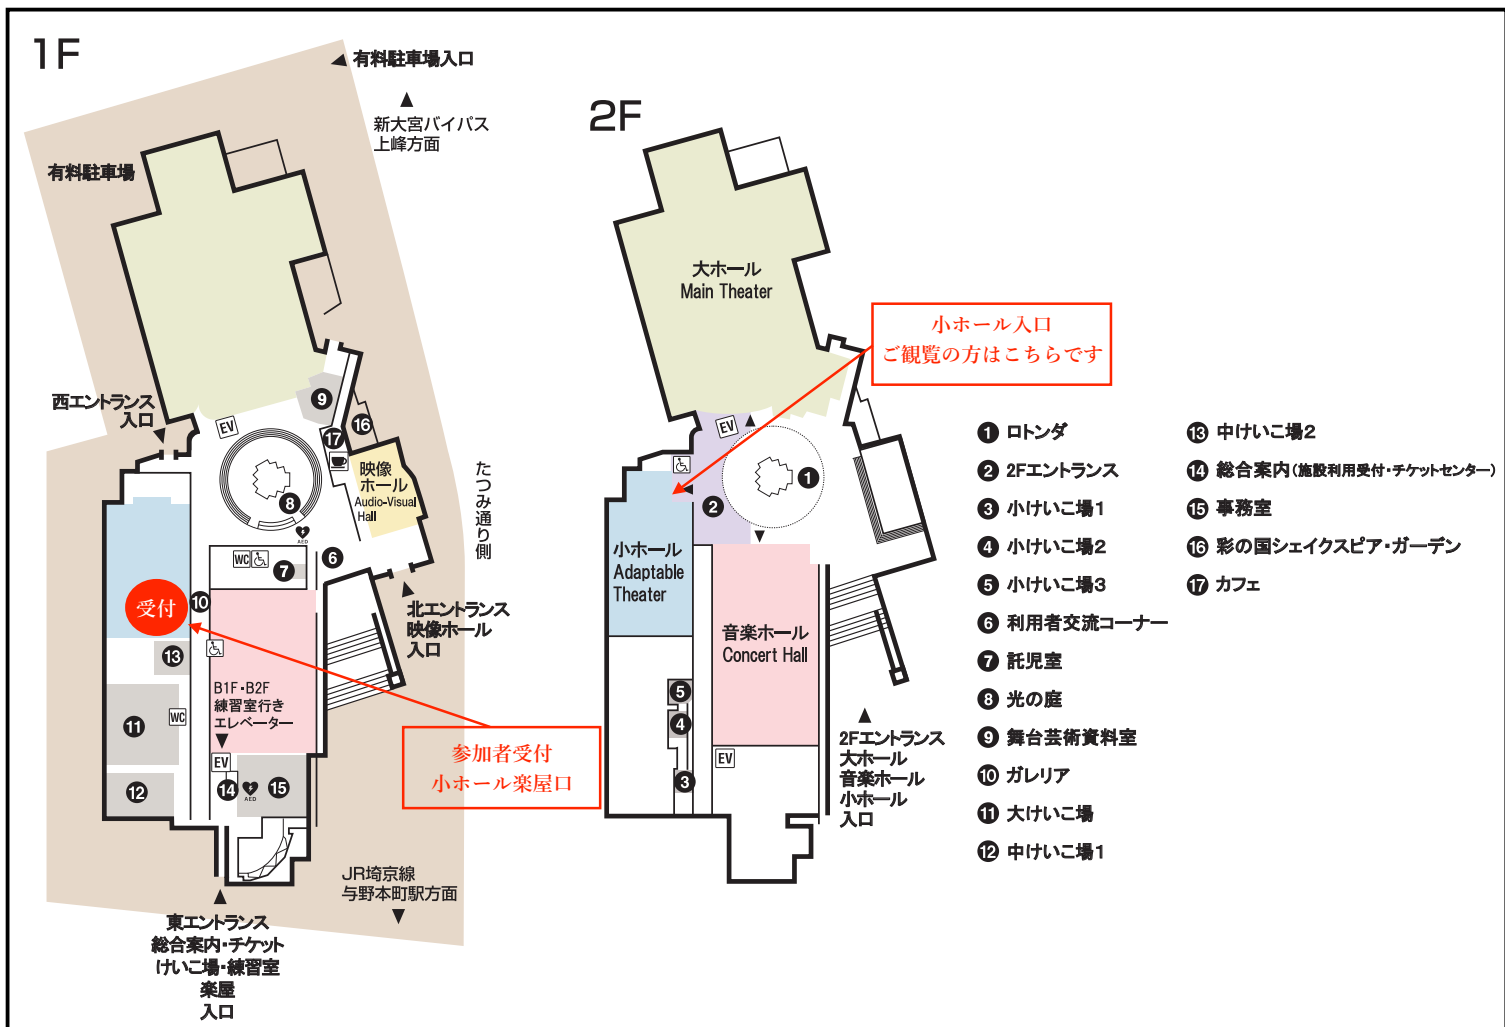 1F
有料駐車場入口
新大宮バイパス
上峰方面
有料駐車場
西エントランス
入口
EV
9
16
17
映像
ホール
Audio-Visual
Hall
8
AED
WC
7
6
たつみ通り側
北エントランス
映像ホール
入口
受付
10
13
B1F・B2F
練習室行き
エレベーター
11
WC
EV
12
14
AED
15
参加者受付
小ホール楽屋口
JR埼京線
与野本町駅方面
東エントランス
総合案内・チケット
けいこ場・練習室
楽屋
入口
2F
大ホール
Main Theater
小ホール入口
ご観覧の方はこちらです
EV
1
2
小ホール
Adaptable
Theater
音楽ホール
Concert Hall
5
4
3
EV
2Fエントランス
大ホール
音楽ホール
小ホール
入口
1 ロトンダ
2 2Fエントランス
3 小けいこ場1
4 小けいこ場2
5 小けいこ場3
6 利用者交流コーナー
7 託児室
8 光の庭
9 舞台芸術資料室
10 ガレリア
11 大けいこ場
12 中けいこ場1
13 中けいこ場2
14 総合案内(施設利用受付・チケットセンター)
15 事務室
16 彩の国シェイクスピア・ガーデン
17 カフェ